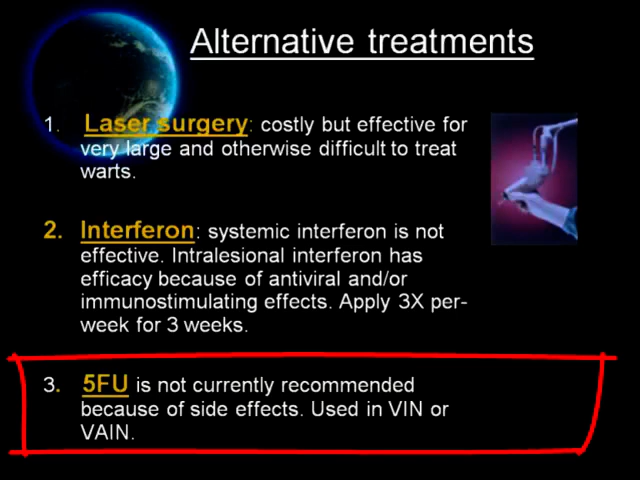 Alternative treatments
1. Laser surgery: costly but effective for
very large and otherwise difficult to treat
warts.
2. Interferon: systemic interferon is not
effective. Intralesional interferon has
efficacy because of antiviral and/or
immunostimulating effects. Apply 3X per-
week for 3 weeks.
3. 5FU is not currently recommended
because of side effects. Used in VIN or
VAIN.